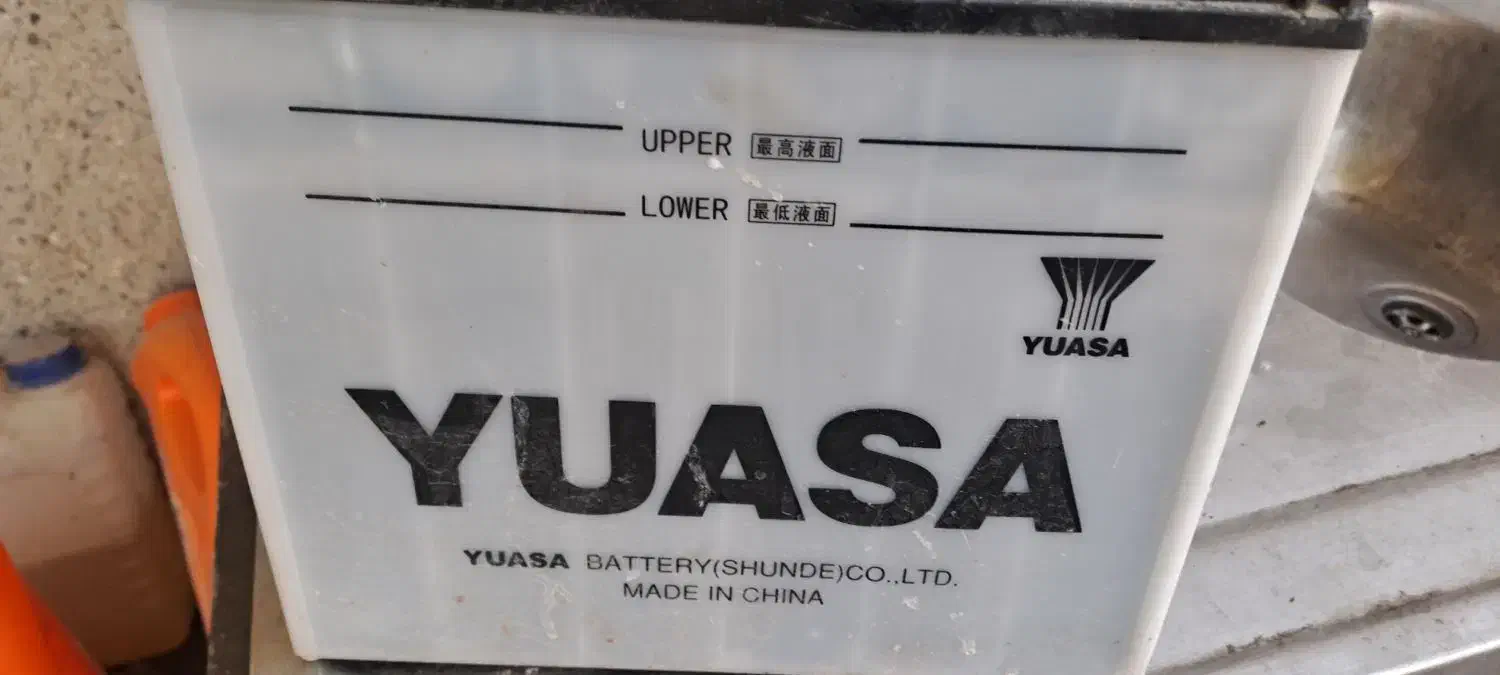 UPPER 最高液面
LOWER 最低液面
YUASA
YUASA
YUASA BATTERY(SHUNDE)CO.,LTD.
MADE IN CHINA